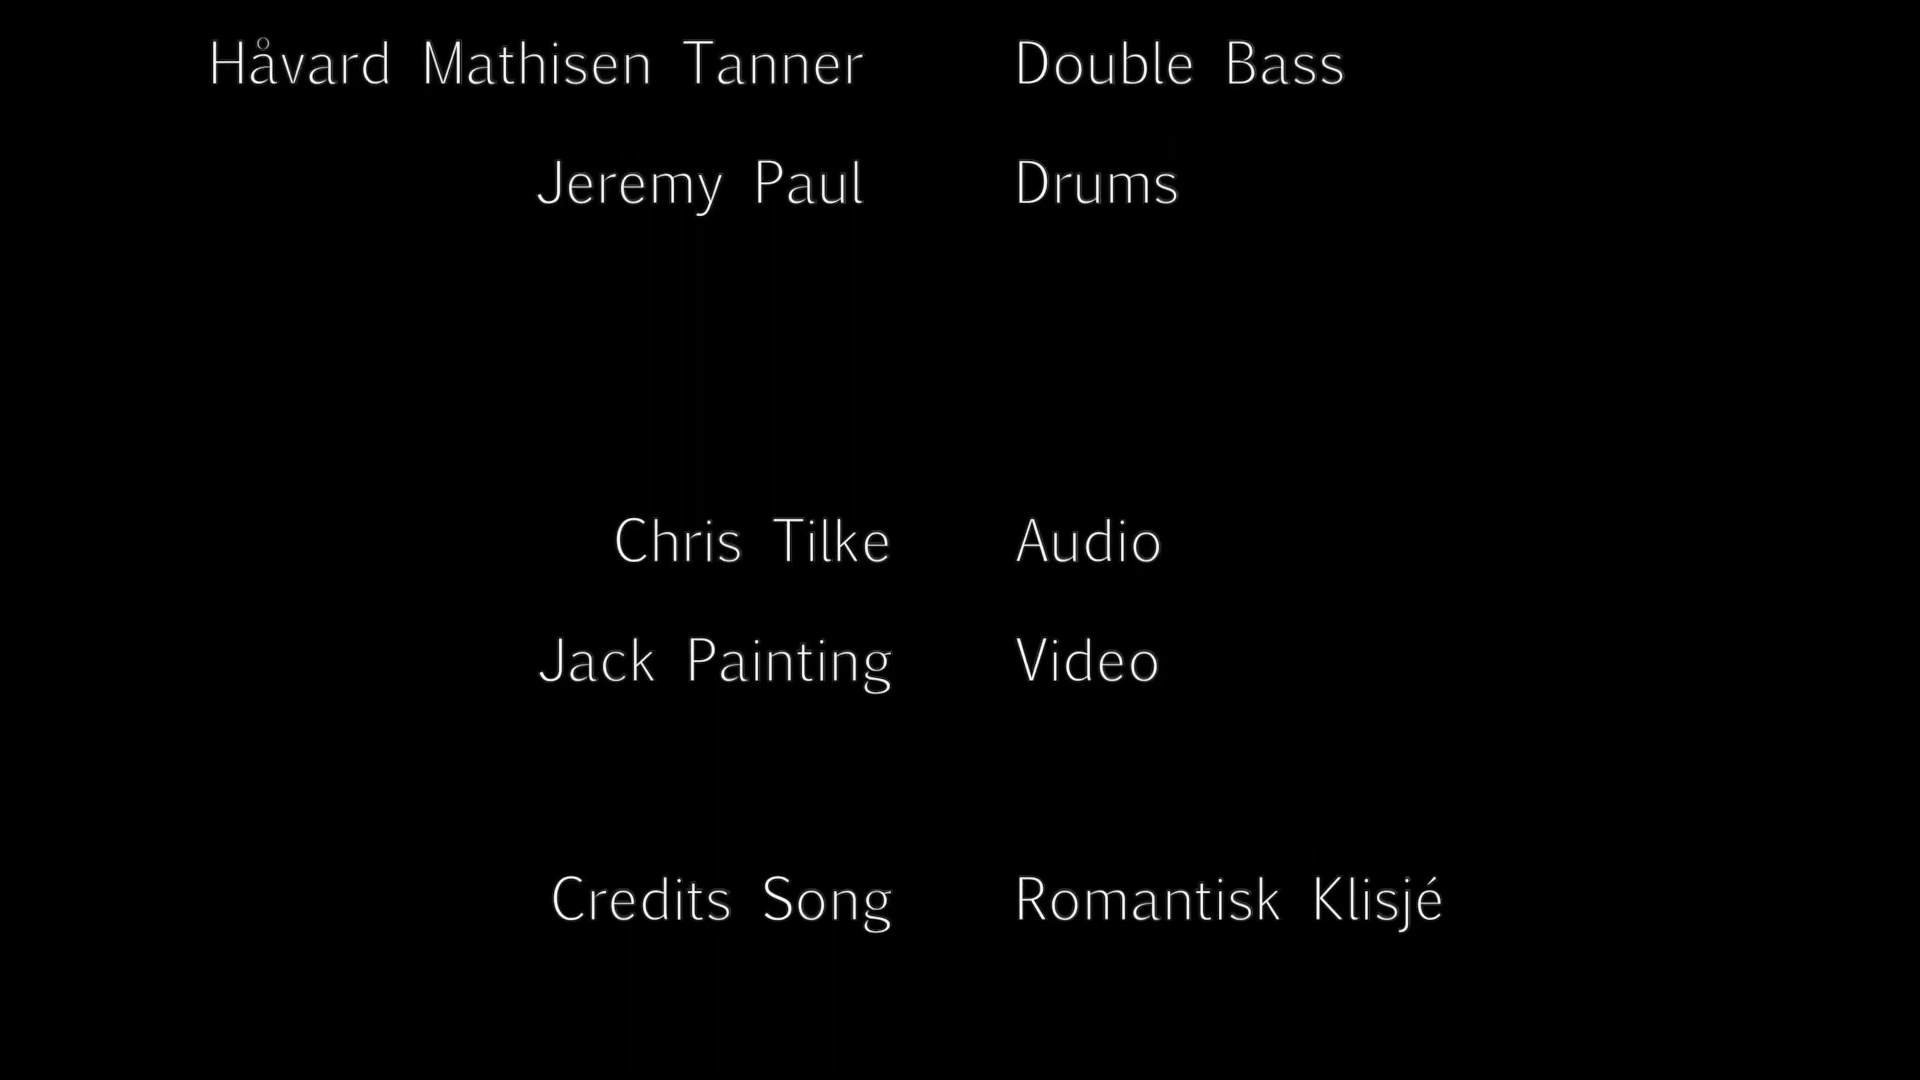 Håvard Mathisen Tanner Double Bass
Jeremy Paul Drums
Chris Tilke Audio
Jack Painting Video
Credits Song Romantisk Klisjé